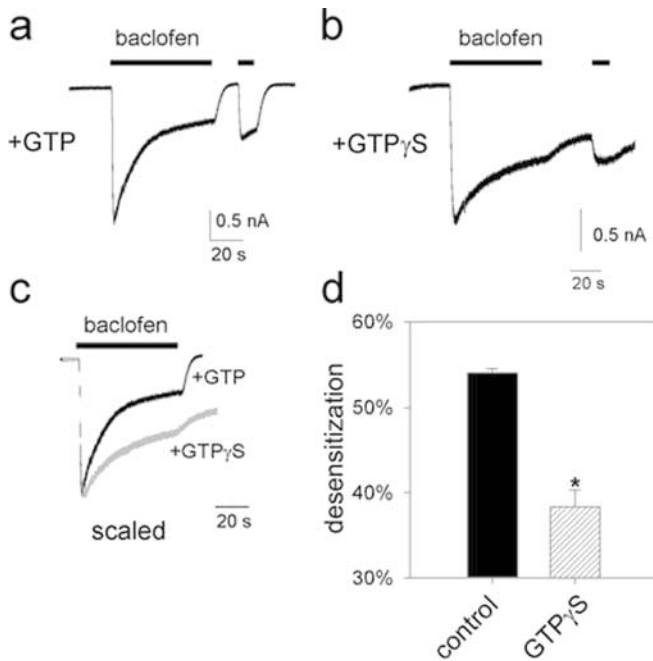 a
baclofen
+GTP
0.5 nA
20 s
b
baclofen
+GTPγS
0.5 nA
20 s
c
baclofen
+GTP
+GTPγS
20 s
scaled
d
60%
50%
40%
30%
desensitization
*
control
GTPγS